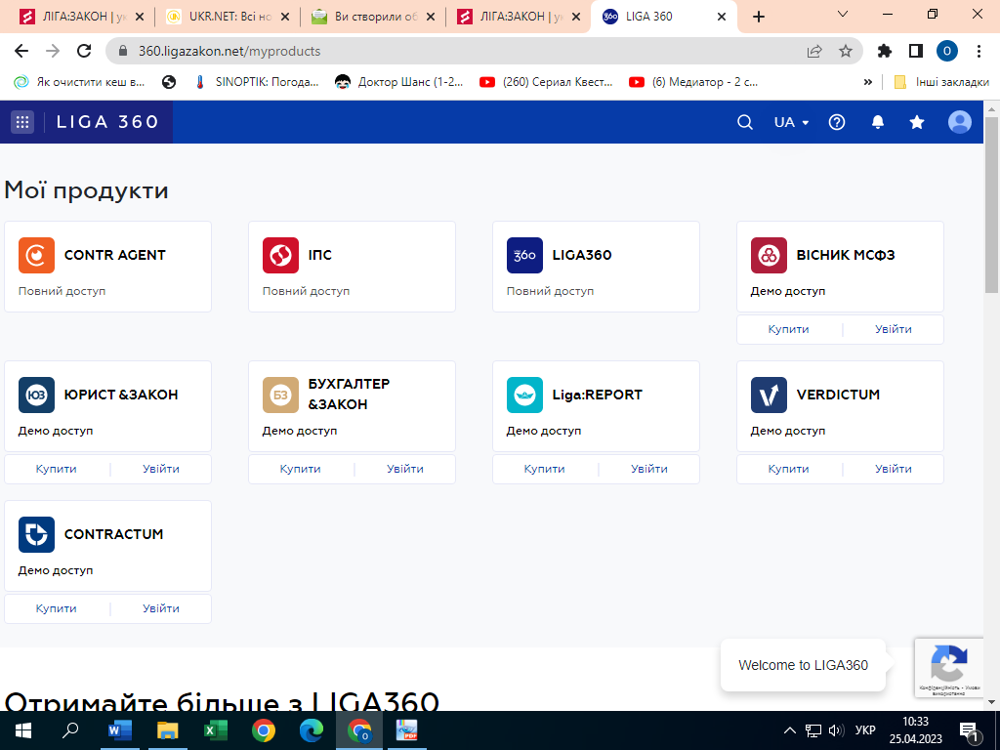 ЛІГА:ЗАКОН | у
UKR.NET: Всі но
Ви створили об
ЛІГА:ЗАКОН | у
360
LIGA 360
360.ligazakon.net/myproducts
O
Як очистити кеш в...
SINOPTIK: Погода...
Доктор Шанс (1-2...
(260) Сериал Квест...
(6) Медиатор - 2 с...
»
Інші закладки
LIGA 360
UA
Мої продукти
CONTR AGENT
Повний доступ
ІПС
Повний доступ
360
LIGA360
Повний доступ
ВІСНИК МСФЗ
Демо доступ
Купити
Увійти
ЮЗ
ЮРИСТ &ЗАКОН
Демо доступ
Купити
Увійти
БЗ
БУХГАЛТЕР
&ЗАКОН
Демо доступ
Купити
Увійти
Liga:REPORT
Демо доступ
Купити
Увійти
VERDICTUM
Демо доступ
Купити
Увійти
CONTRACTUM
Демо доступ
Купити
Увійти
Welcome to LIGA360
Конфіденційність - Умови
використання
Отримайте більше з LIGA360
УКР
10:33
25.04.2023
1